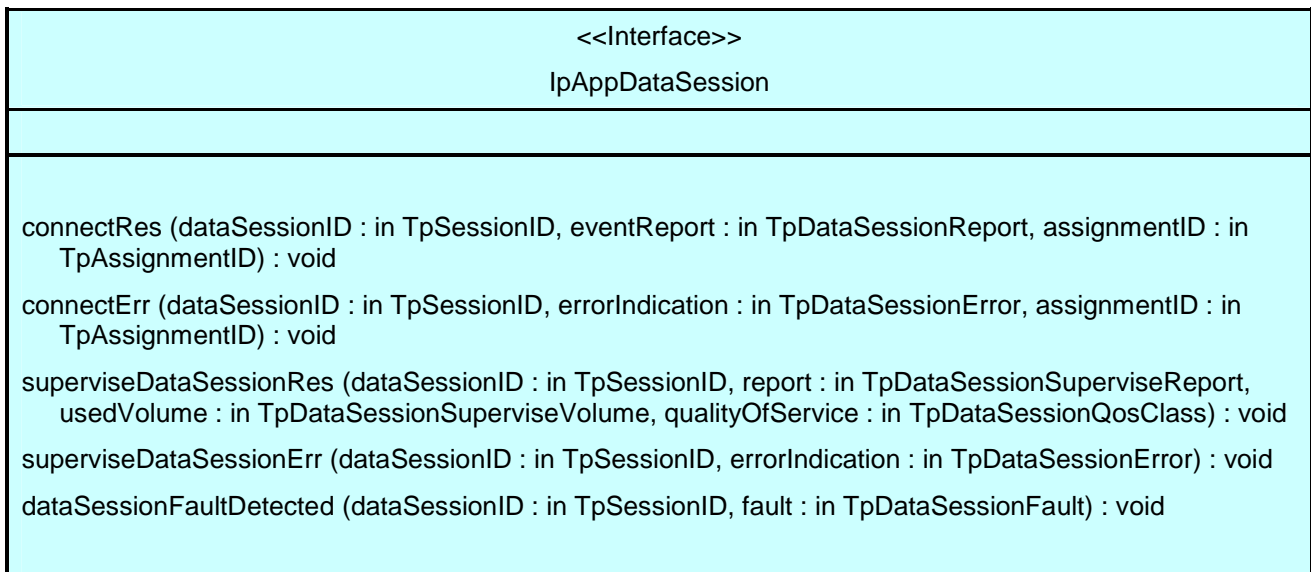 <<Interface>>
IpAppDataSession
connectRes (dataSessionID : in TpSessionID, eventReport : in TpDataSessionReport, assignmentID : in
TpAssignmentID) : void
connectErr (dataSessionID : in TpSessionID, errorIndication : in TpDataSessionError, assignmentID : in
TpAssignmentID) : void
superviseDataSessionRes (dataSessionID : in TpSessionID, report : in TpDataSessionSuperviseReport,
usedVolume : in TpDataSessionSuperviseVolume, qualityOfService : in TpDataSessionQosClass) : void
superviseDataSessionErr (dataSessionID : in TpSessionID, errorIndication : in TpDataSessionError) : void
dataSessionFaultDetected (dataSessionID : in TpSessionID, fault : in TpDataSessionFault) : void